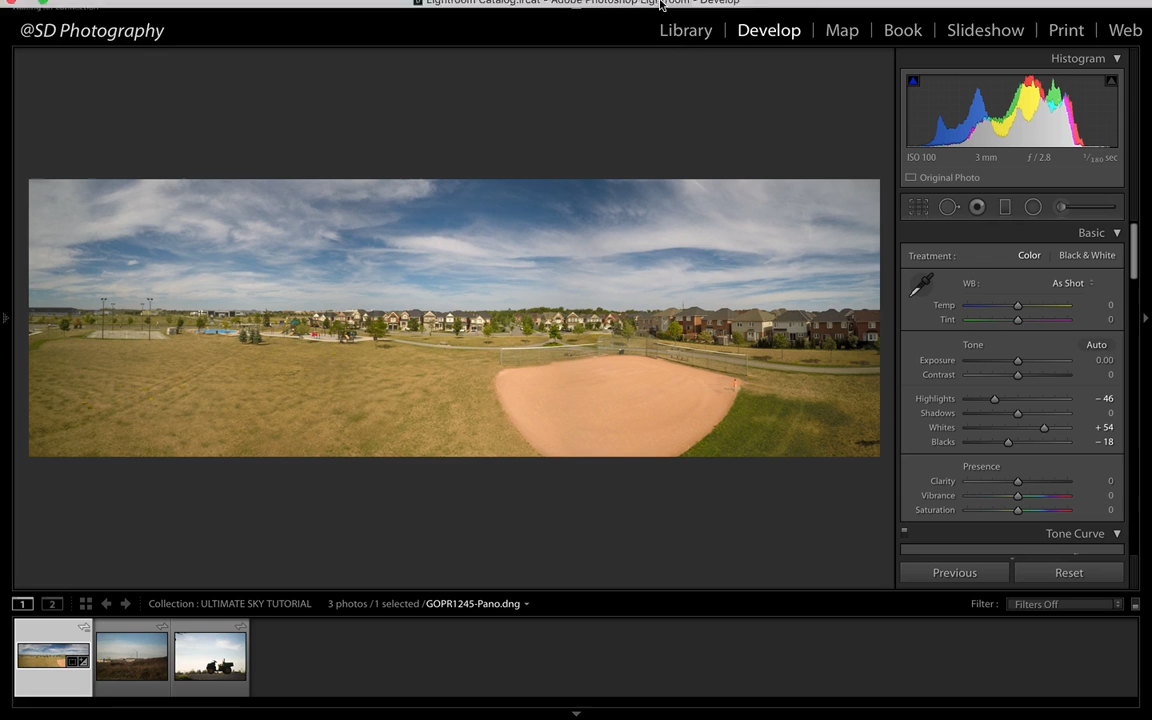 Lightroom Catalog.lrcat - Adobe Photoshop Lightroom - Develop
@SD Photography
Library | Develop | Map | Book | Slideshow | Print | Web
Histogram
ISO 100 3 mm ƒ / 2.8 1/180 sec
Original Photo
Basic
Treatment : Color Black & White
WB : As Shot
Temp 0
Tint 0
Tone Auto
Exposure 0.00
Contrast 0
Highlights – 46
Shadows 0
Whites + 54
Blacks – 18
Presence
Clarity 0
Vibrance 0
Saturation 0
Tone Curve
Previous Reset
1 2 Collection : ULTIMATE SKY TUTORIAL 3 photos / 1 selected / GOPR1245-Pano.dng Filter : Filters Off